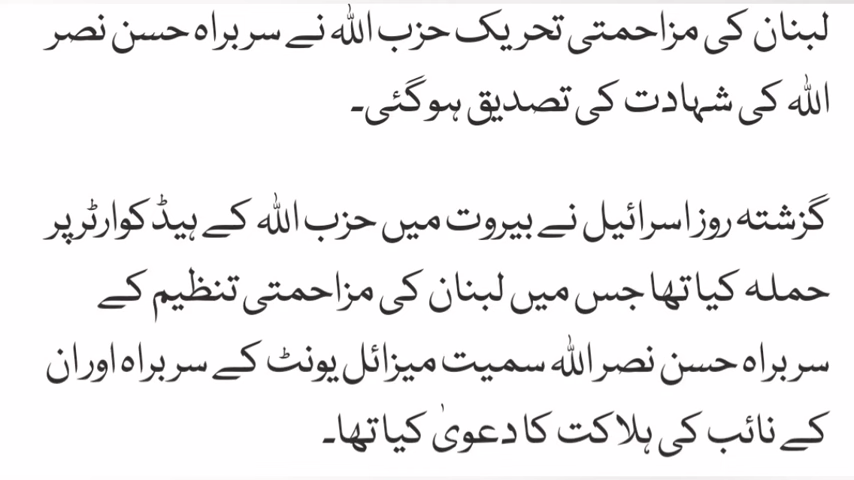 لبنان کی مزاحمتی تحریک حزب اللہ نے سربراہ حسن نصر
اللہ کی شہادت کی تصدیق ہوگئی۔
گزشتہ روز اسرائیل نے بیروت میں حزب اللہ کے ہیڈ کوارٹر پر
حملہ کیا تھا جس میں لبنان کی مزاحمتی تنظیم کے
سربراہ حسن نصر اللہ سمیت میزائل یونٹ کے سربراہ اور ان
کے نائب کی ہلاکت کا دعویٰ کیا تھا۔